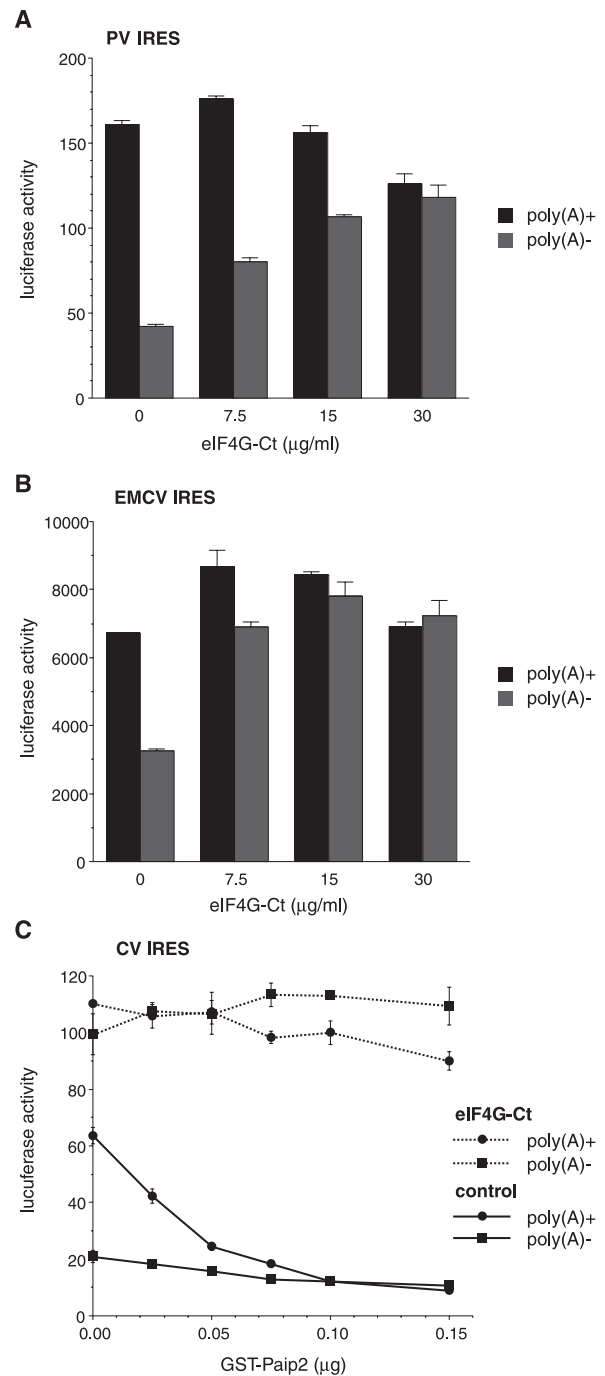 A
PV IRES
200
150
100
50
0
luciferase activity
0 7.5 15 30
eIF4G-Ct (µg/ml)
poly(A)+
poly(A)-
B
EMCV IRES
10000
8000
6000
4000
2000
0
luciferase activity
0 7.5 15 30
eIF4G-Ct (µg/ml)
poly(A)+
poly(A)-
C
CV IRES
120
100
80
60
40
20
0
lucuferase activity
0.00 0.05 0.10 0.15
GST-Paip2 (µg)
eIF4G-Ct
poly(A)+
poly(A)-
control
poly(A)+
poly(A)-